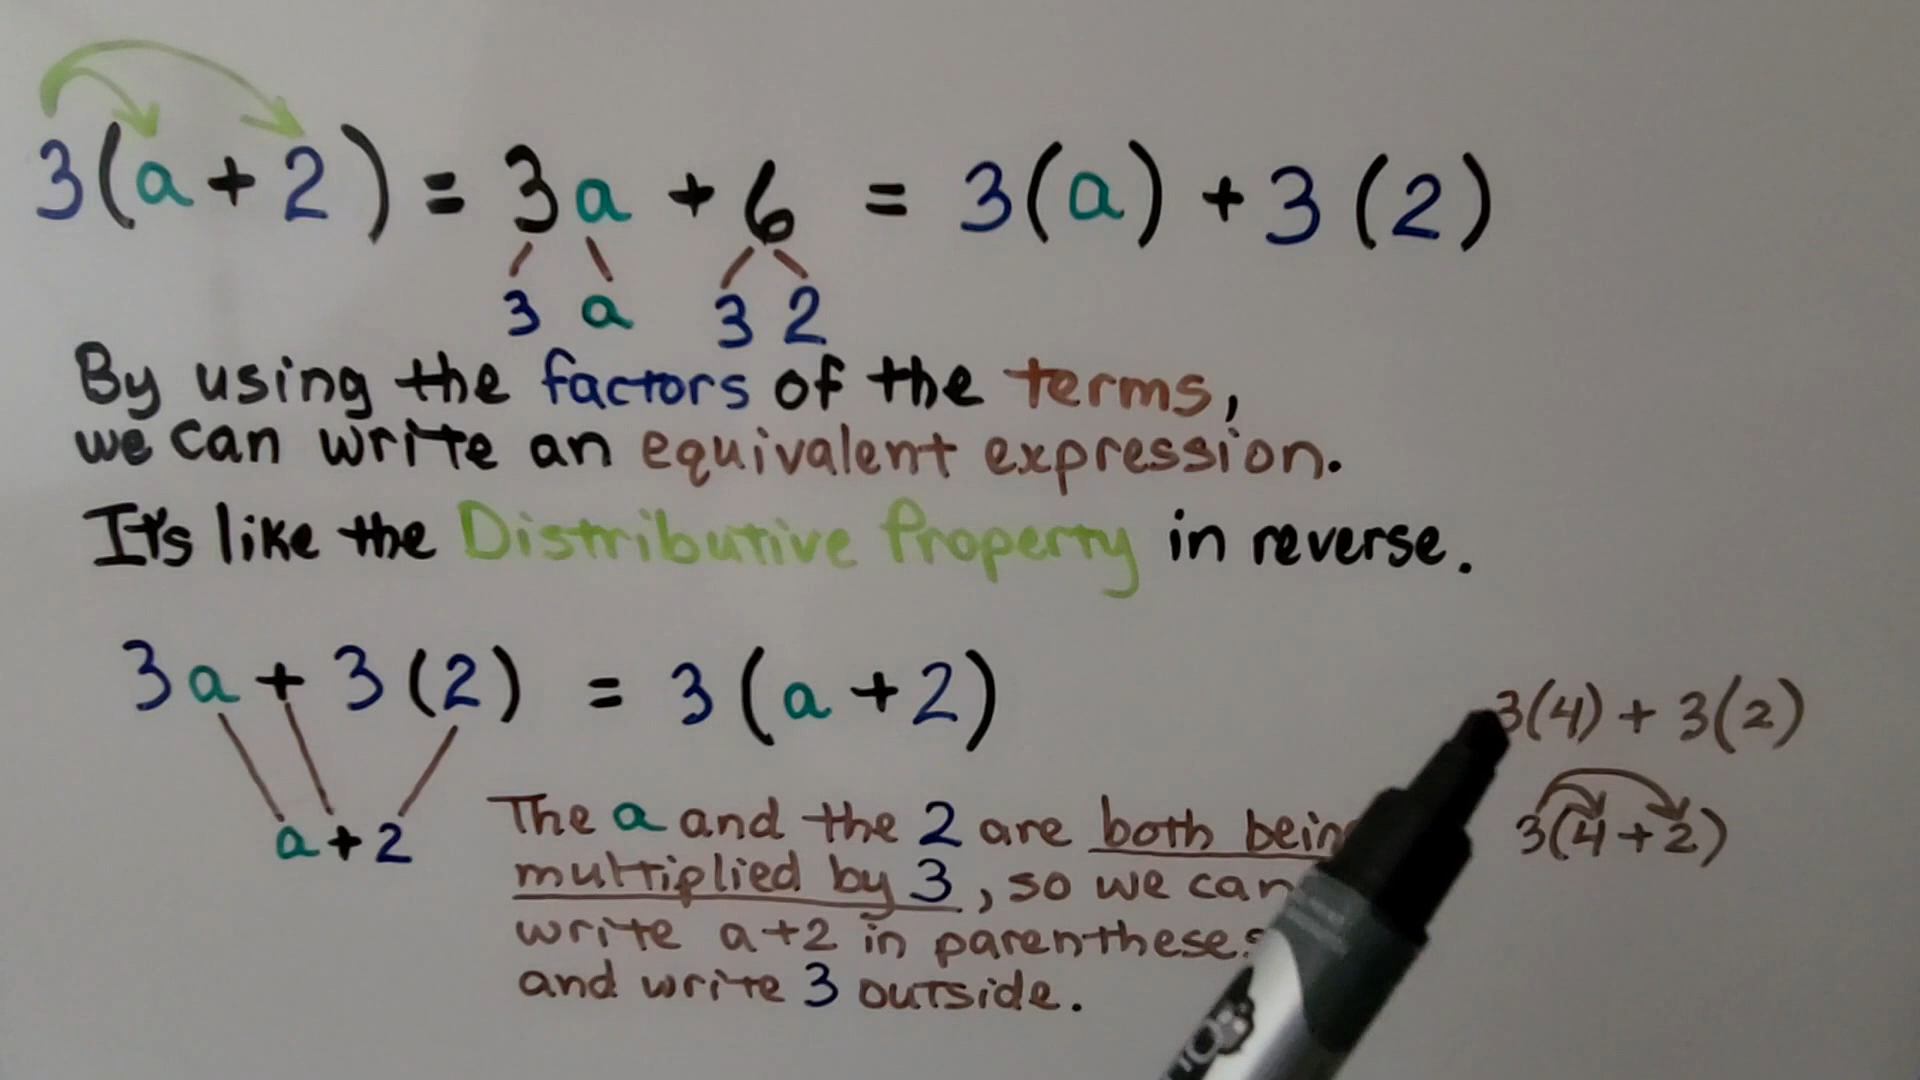 3(a+2) = 3a + 6 = 3(a) + 3(2)
3 a 3 2
By using the factors of the terms,
we can write an equivalent expression.
It's like the Distributive Property in reverse.
3a + 3(2) = 3(a+2)
a + 2
The a and the 2 are both being
multiplied by 3, so we can
write a+2 in parentheses
and write 3 outside.
3(4) + 3(2)
3(4+2)